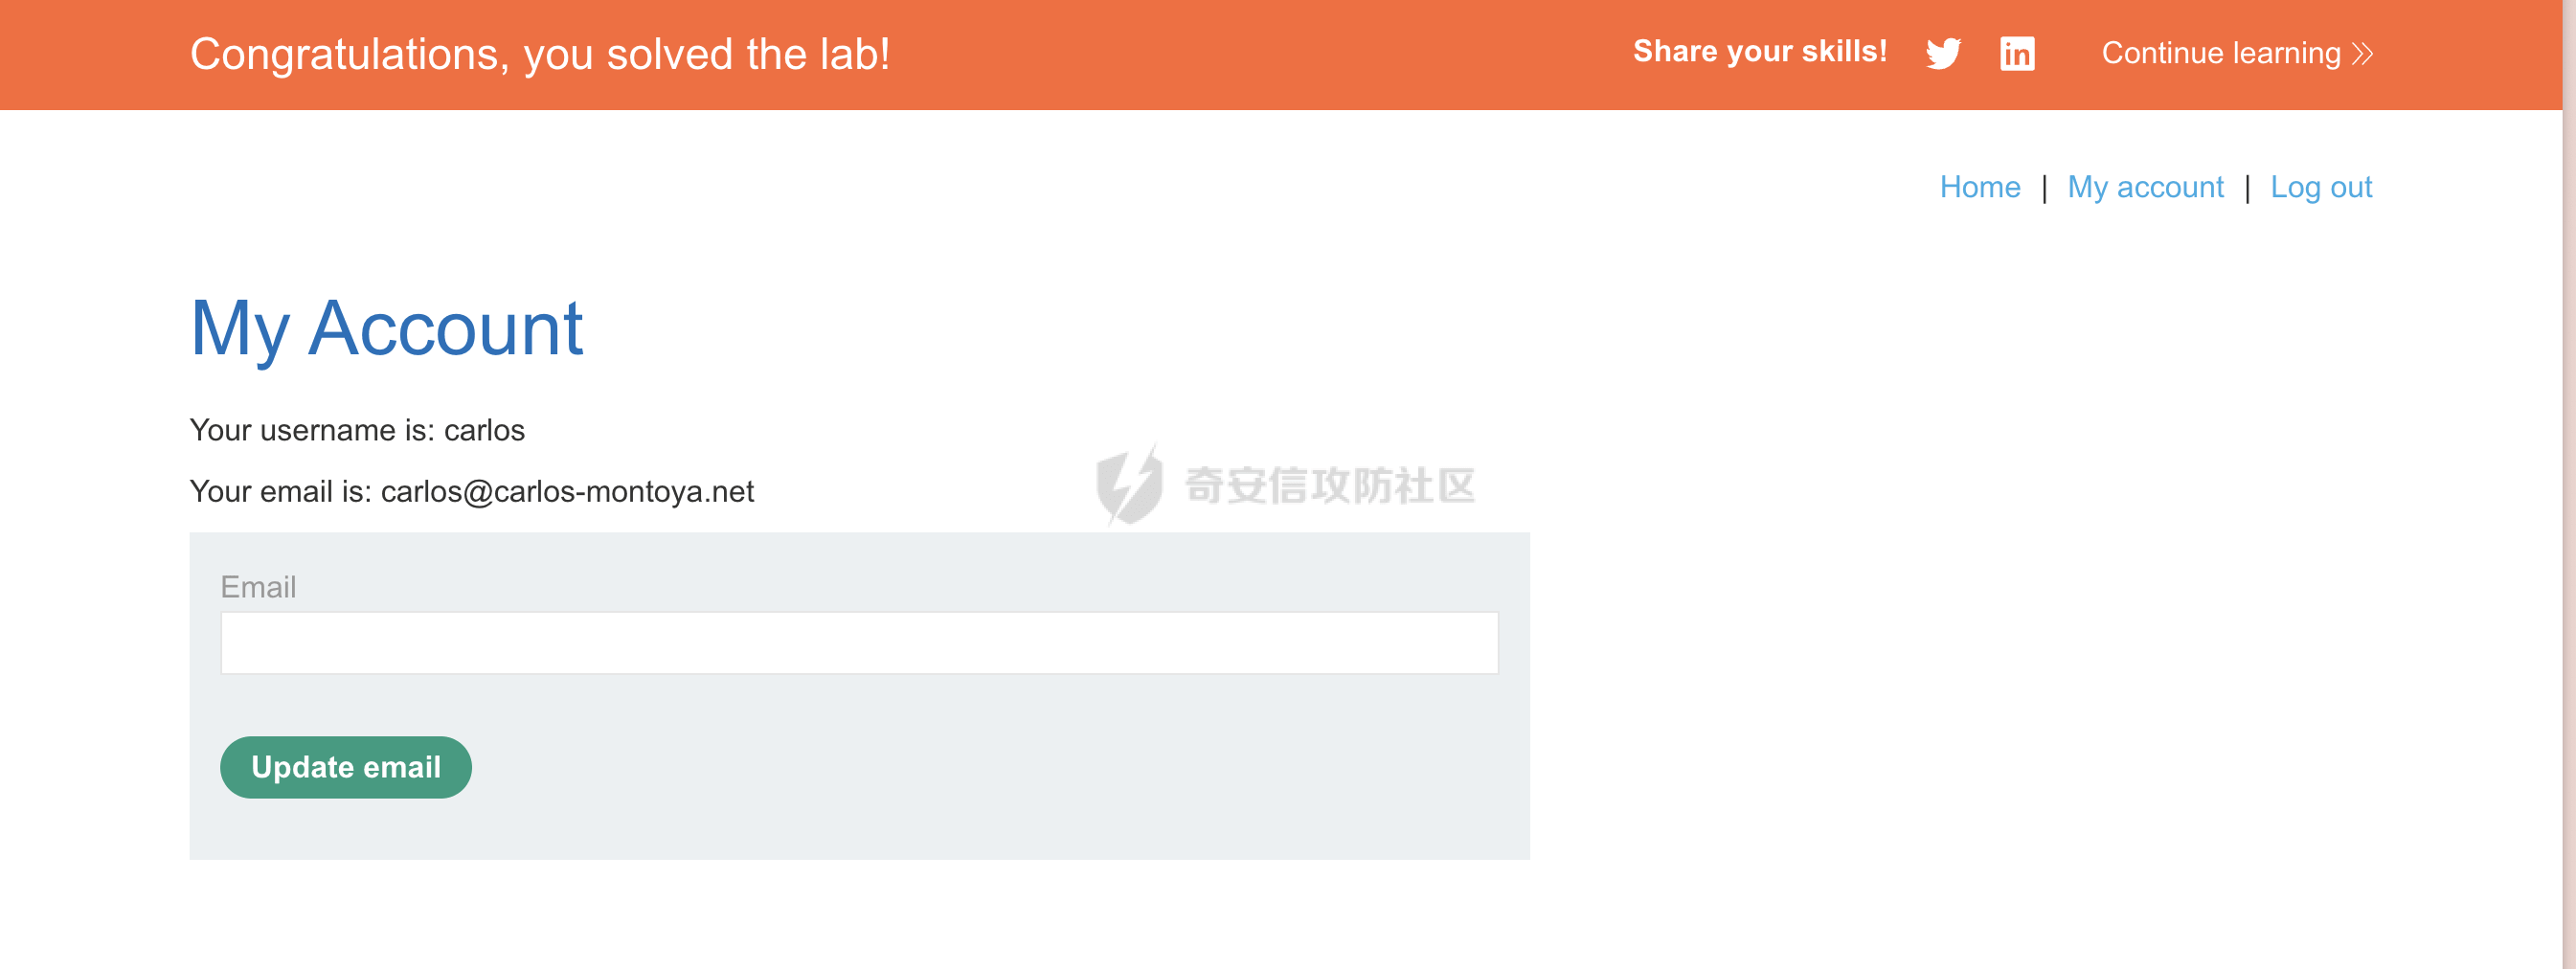 Congratulations, you solved the lab!
Share your skills!
Continue learning
Home | My account | Log out
My Account
Your username is: carlos
Your email is: carlos@carlos-montoya.net
奇安信攻防社区
Email
Update email